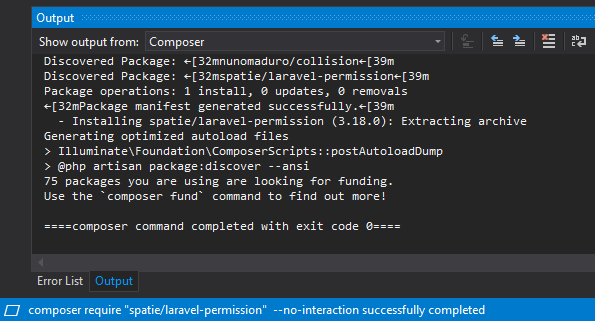 Output
Show output from: Composer
Discovered Package: ←[32mnunomaduro/collision←[39m
Discovered Package: ←[32mspatie/laravel-permission←[39m
Package operations: 1 install, 0 updates, 0 removals
←[32mPackage manifest generated successfully.←[39m
- Installing spatie/laravel-permission (3.18.0): Extracting archive
Generating optimized autoload files
> Illuminate\Foundation\ComposerScripts::postAutoloadDump
> @php artisan package:discover --ansi
75 packages you are using are looking for funding.
Use the `composer fund` command to find out more!
====composer command completed with exit code 0====
Error List Output
composer require "spatie/laravel-permission" --no-interaction successfully completed